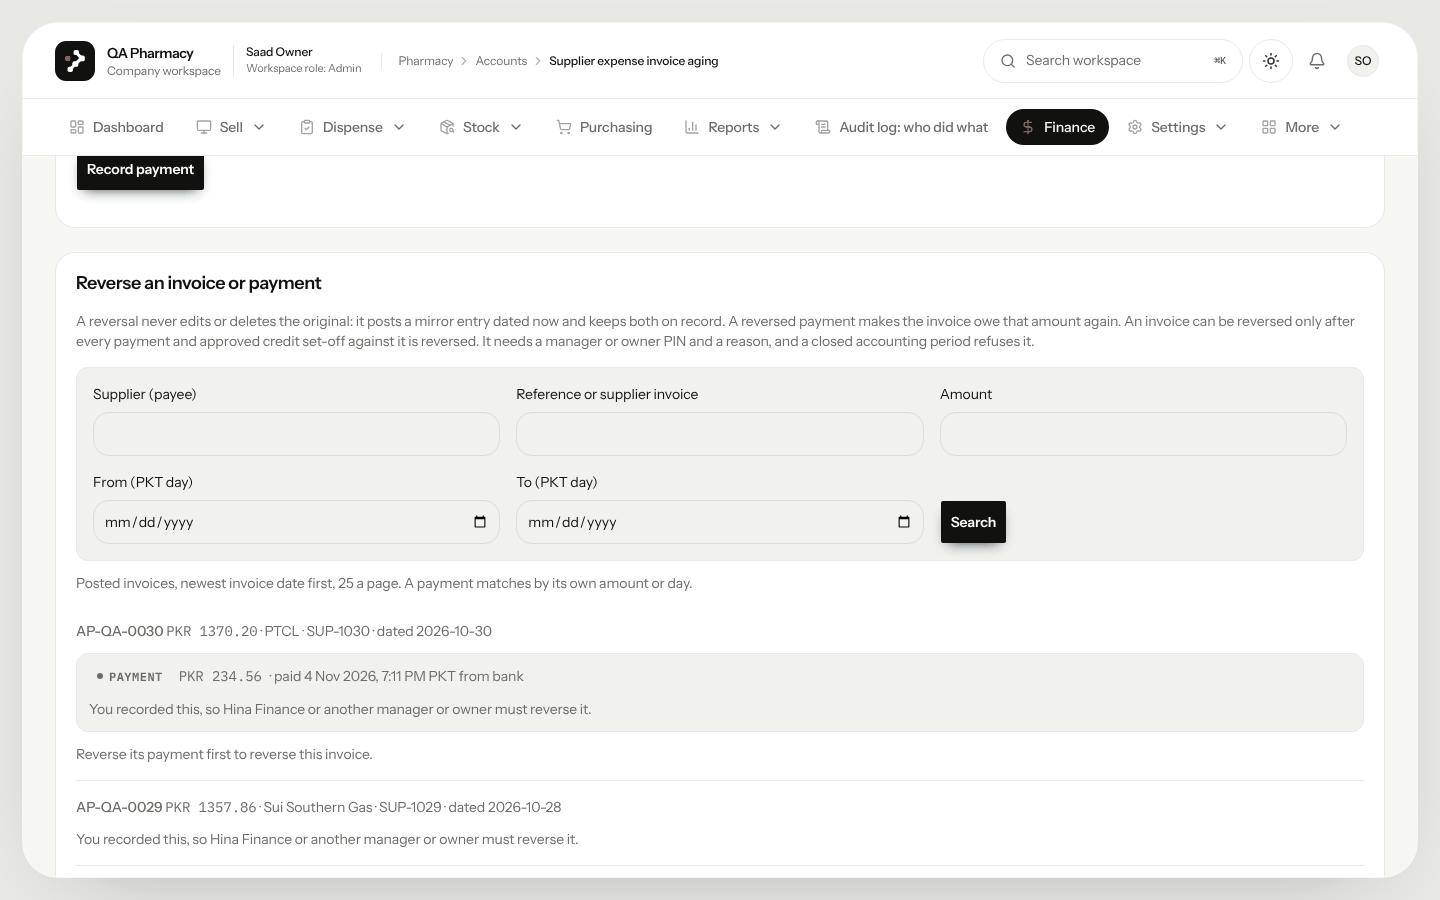 QA Pharmacy
Company workspace
Saad Owner
Workspace role: Admin
Pharmacy > Accounts > Supplier expense invoice aging
Search workspace
⌘K
SO
Dashboard
Sell
Dispense
Stock
Purchasing
Reports
Audit log: who did what
Finance
Settings
More
Record payment
Reverse an invoice or payment
A reversal never edits or deletes the original: it posts a mirror entry dated now and keeps both on record. A reversed payment makes the invoice owe that amount again. An invoice can be reversed only after
every payment and approved credit set-off against it is reversed. It needs a manager or owner PIN and a reason, and a closed accounting period refuses it.
Supplier (payee)
Reference or supplier invoice
Amount
From (PKT day)
To (PKT day)
mm/dd/yyyy
mm/dd/yyyy
Search
Posted invoices, newest invoice date first, 25 a page. A payment matches by its own amount or day.
AP-QA-0030 PKR 1370.20 · PTCL · SUP-1030 · dated 2026-10-30
PAYMENT PKR 234.56 · paid 4 Nov 2026, 7:11 PM PKT from bank
You recorded this, so Hina Finance or another manager or owner must reverse it.
Reverse its payment first to reverse this invoice.
AP-QA-0029 PKR 1357.86 · Sui Southern Gas · SUP-1029 · dated 2026-10-28
You recorded this, so Hina Finance or another manager or owner must reverse it.